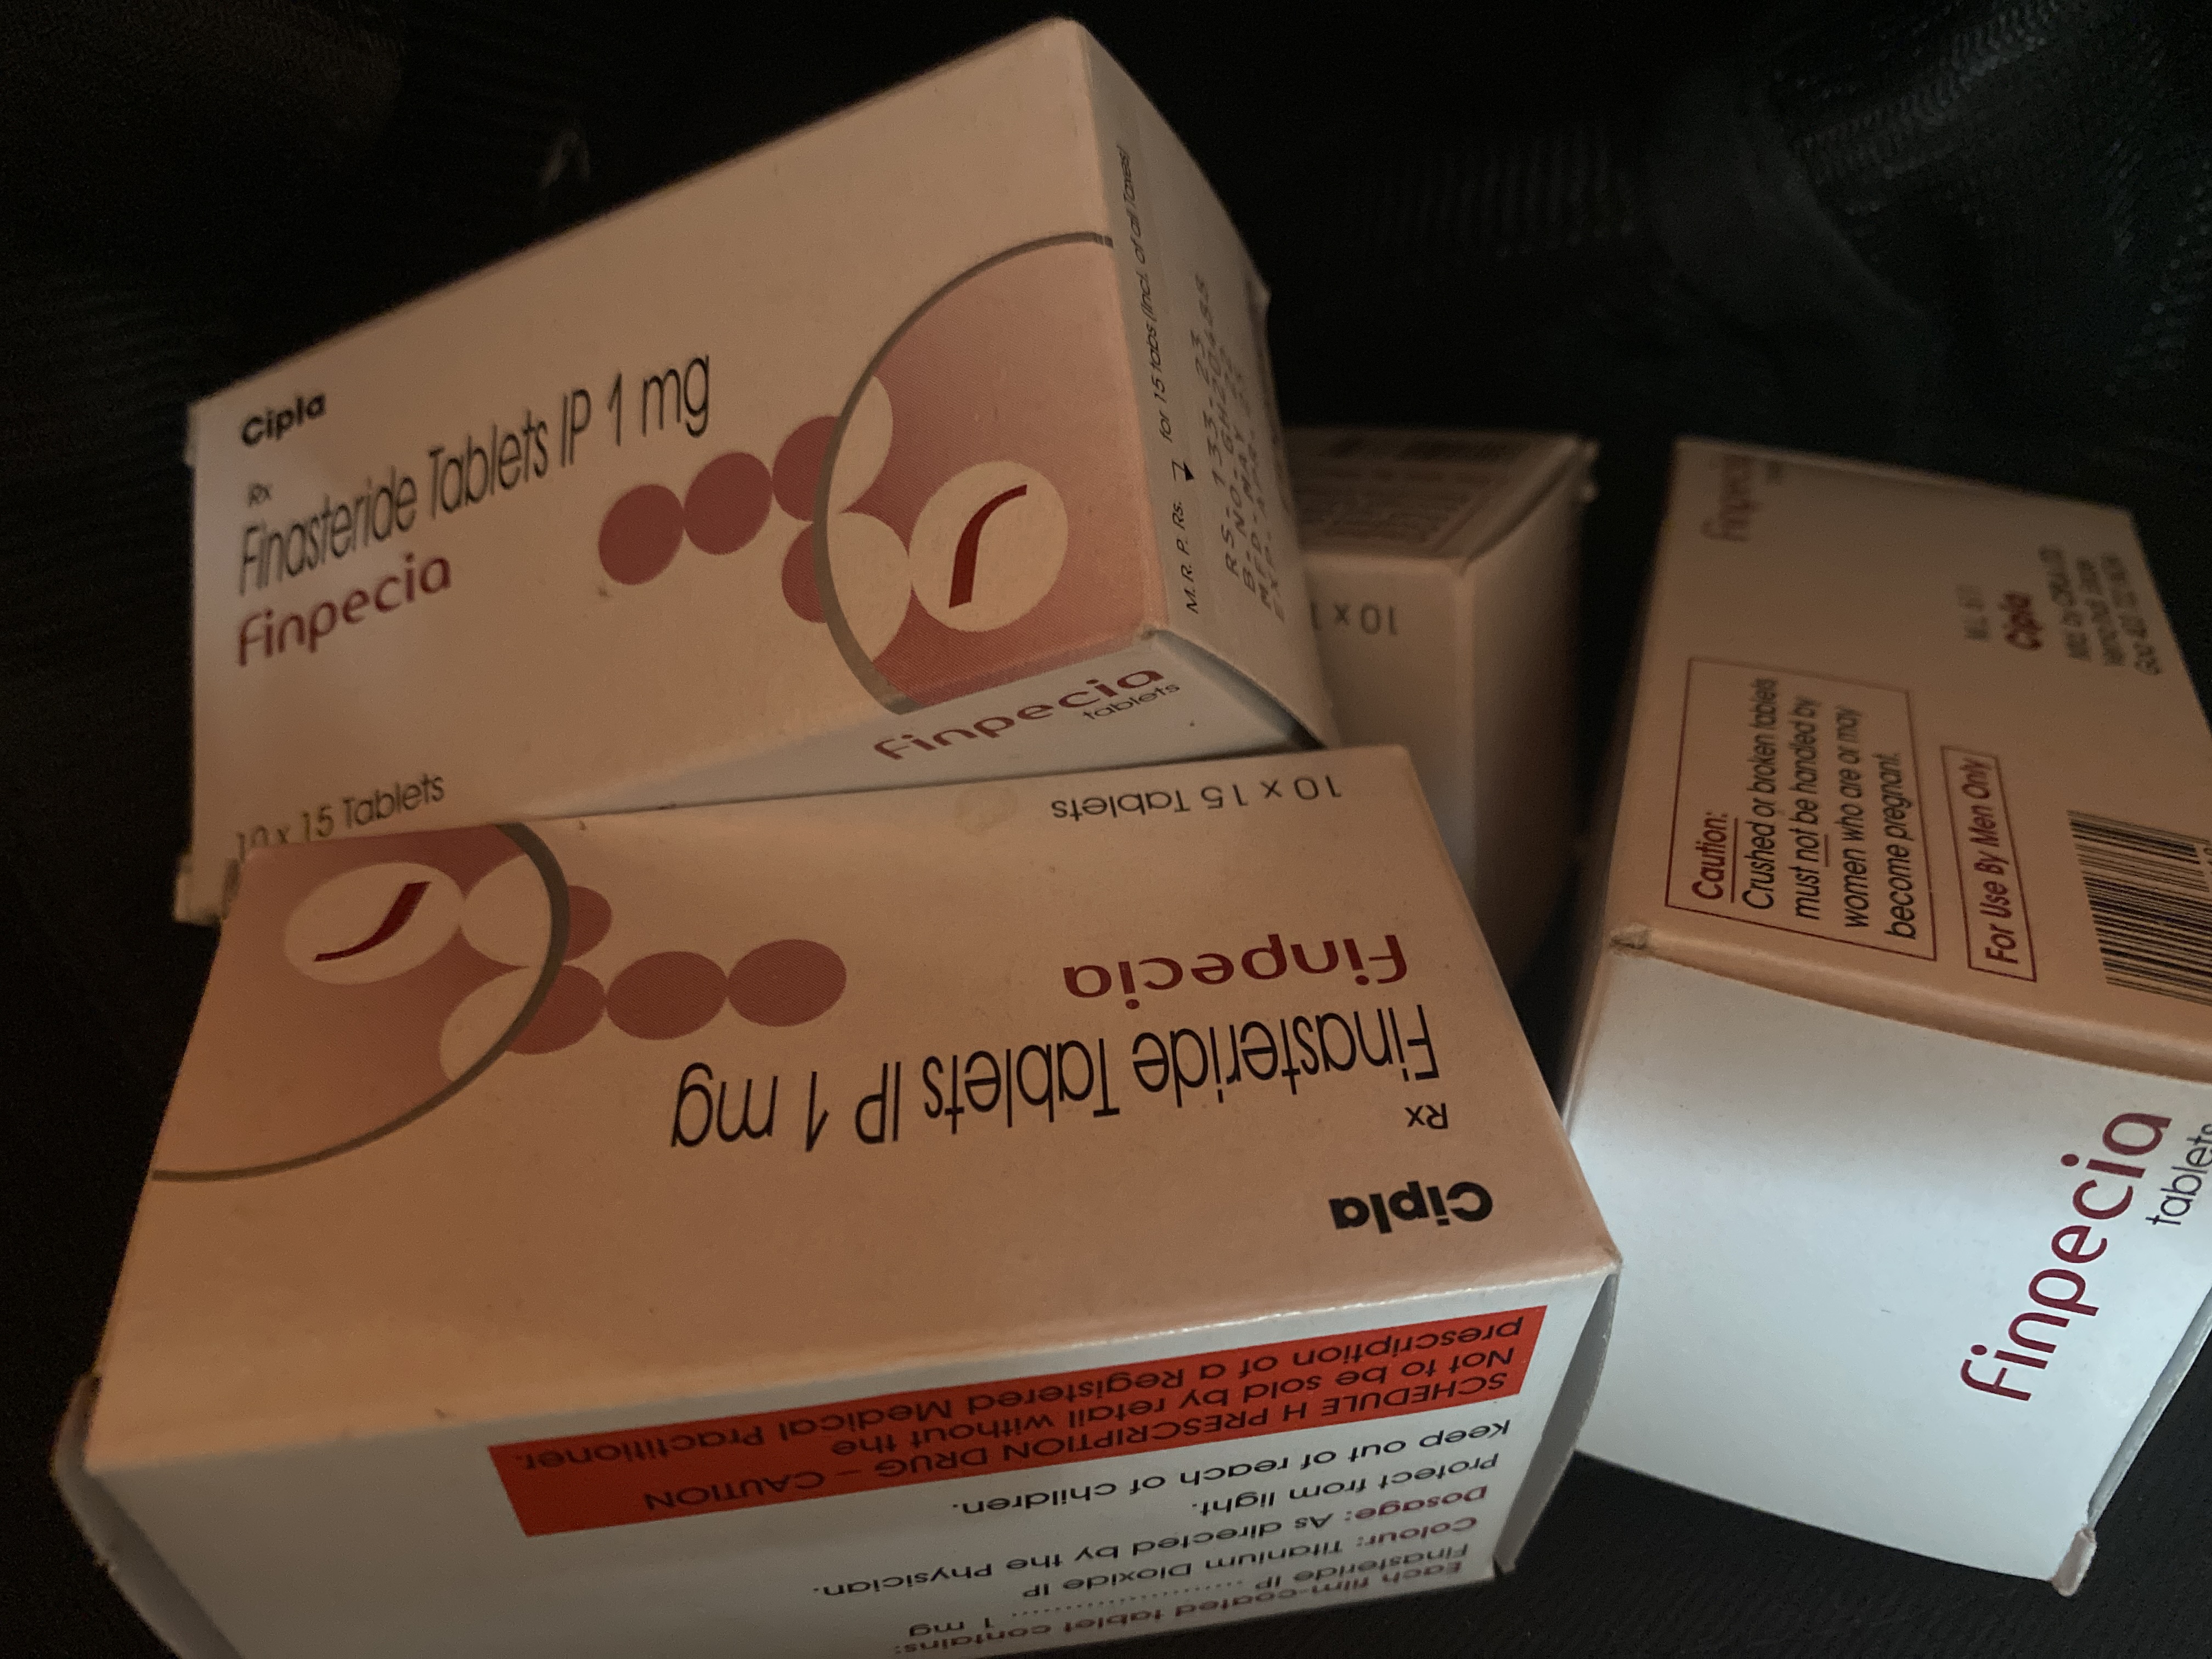 Cipla
Rx
Finasteride Tablets IP 1 mg
Finpecia
10 x 15 Tablets
Finpecia
tablets
M. R. P. Rs. for 15 tabs (Incl. of all Taxes)
RS. 133. 23
B. NO.
10 x
10 x 15 Tablets
Finpecia
Finasteride Tablets IP 1 mg
Rx
Cipla
SCHEDULE H PRESCRIPTION DRUG – CAUTION
Not to be sold by retail without the
prescription of a Registered Medical Practitioner.
Keep out of reach of children.
Protect from light.
Dosage: As directed by the Physician.
Colour: Titanium Dioxide IP
Finasteride IP ............... 1 mg
Each film-coated tablet contains:
Finpecia
Caution:
Crushed or broken tablets
must not be handled by
women who are or may
become pregnant.
For Use By Men Only
Cipla
Finpecia
tablets